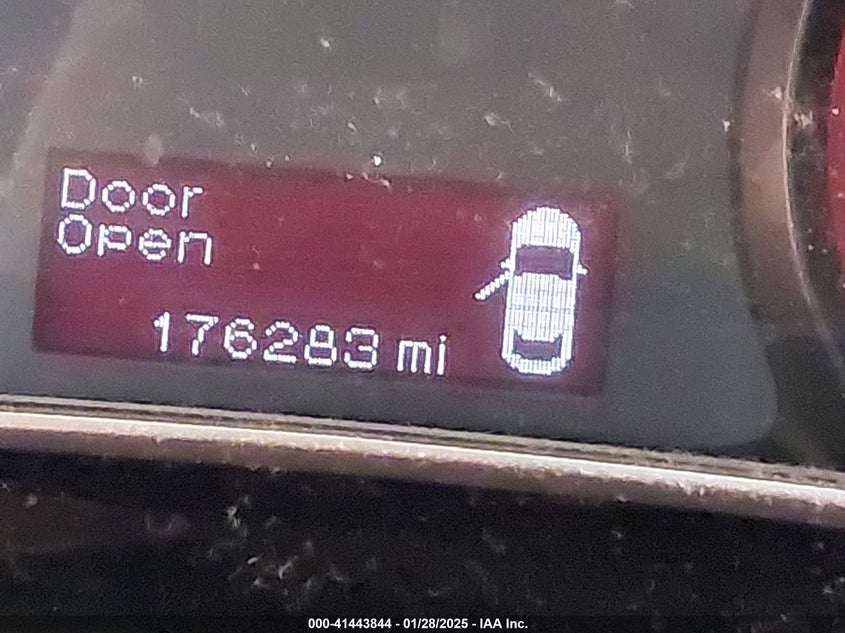 Door
Open
176283 mi
000-41443844 - 01/28/2025 - IAA Inc.